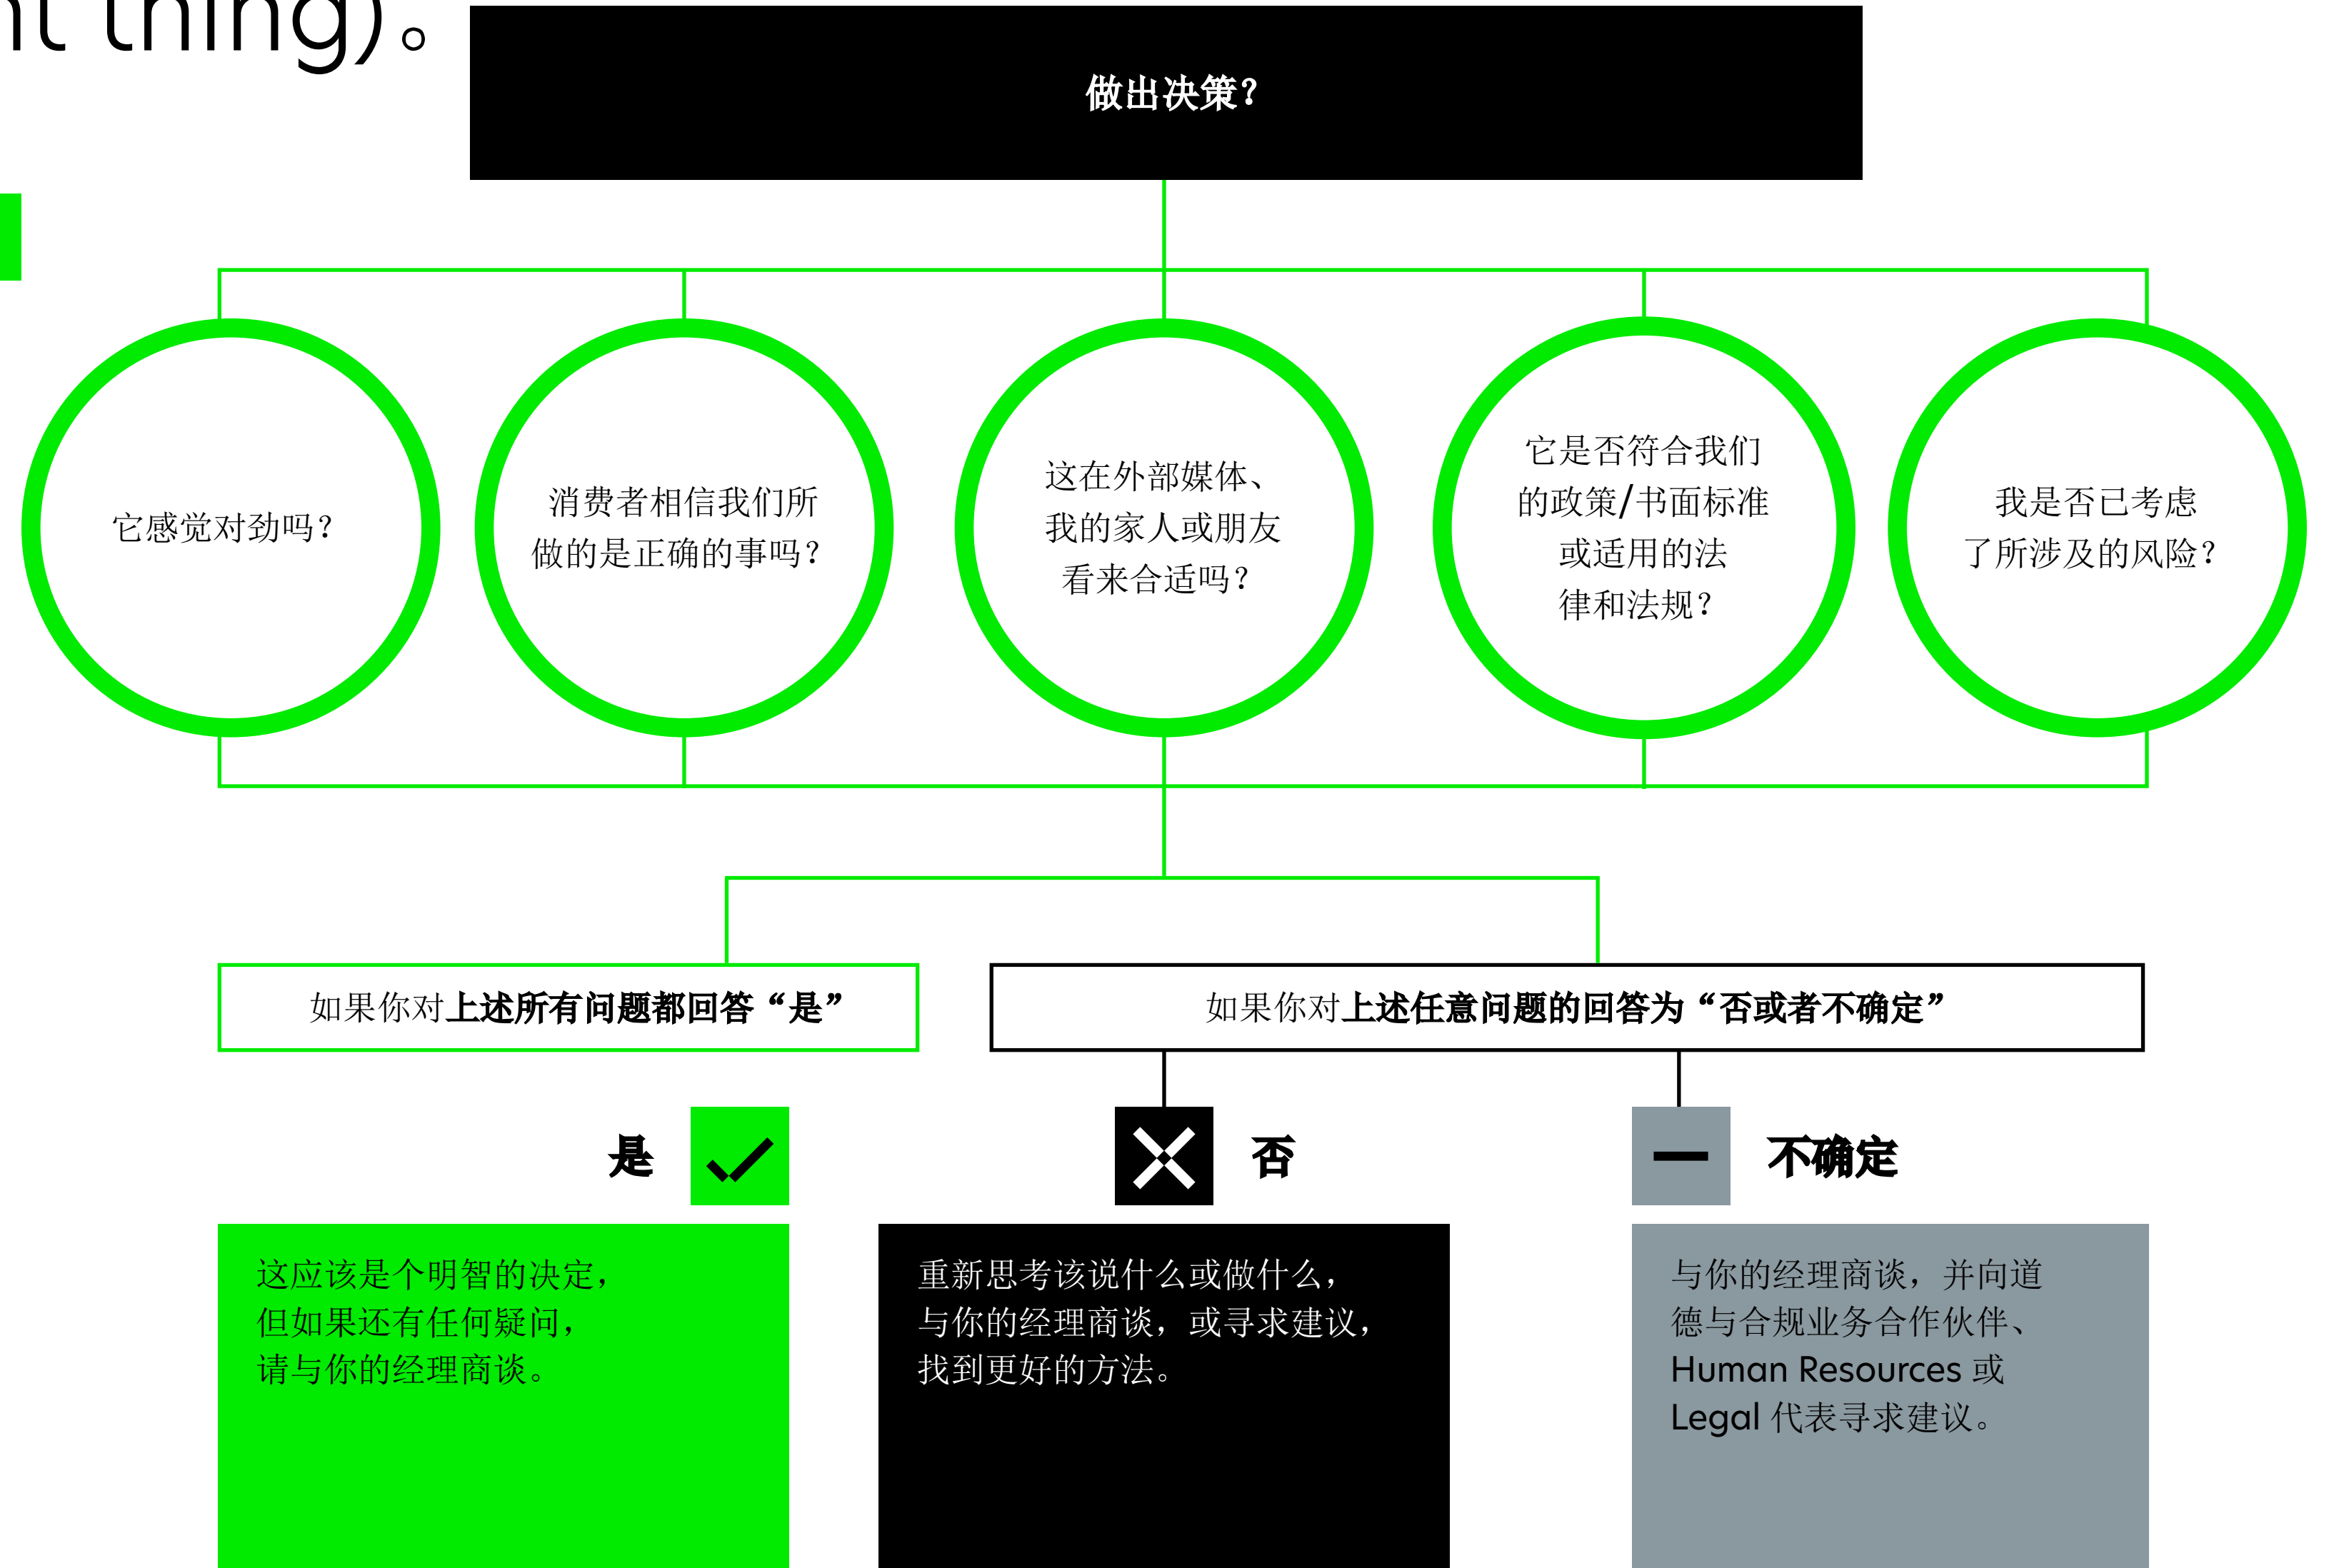 thing)。
做出决策？
它感觉对劲吗？
消费者相信我们所
做的是正确的事吗？
这在外部媒体、
我的家人或朋友
看来合适吗？
它是否符合我们
的政策/书面标准
或适用的法
律和法规？
我是否已考虑
了所涉及的风险？
如果你对上述所有问题都回答“是”
如果你对上述任意问题的回答为“否或者不确定”
是
否
不确定
这应该是个明智的决定，
但如果还有任何疑问，
请与你的经理商谈。
重新思考该说什么或做什么，
与你的经理商谈，或寻求建议，
找到更好的方法。
与你的经理商谈，并向道
德与合规业务合作伙伴、
Human Resources 或
Legal 代表寻求建议。